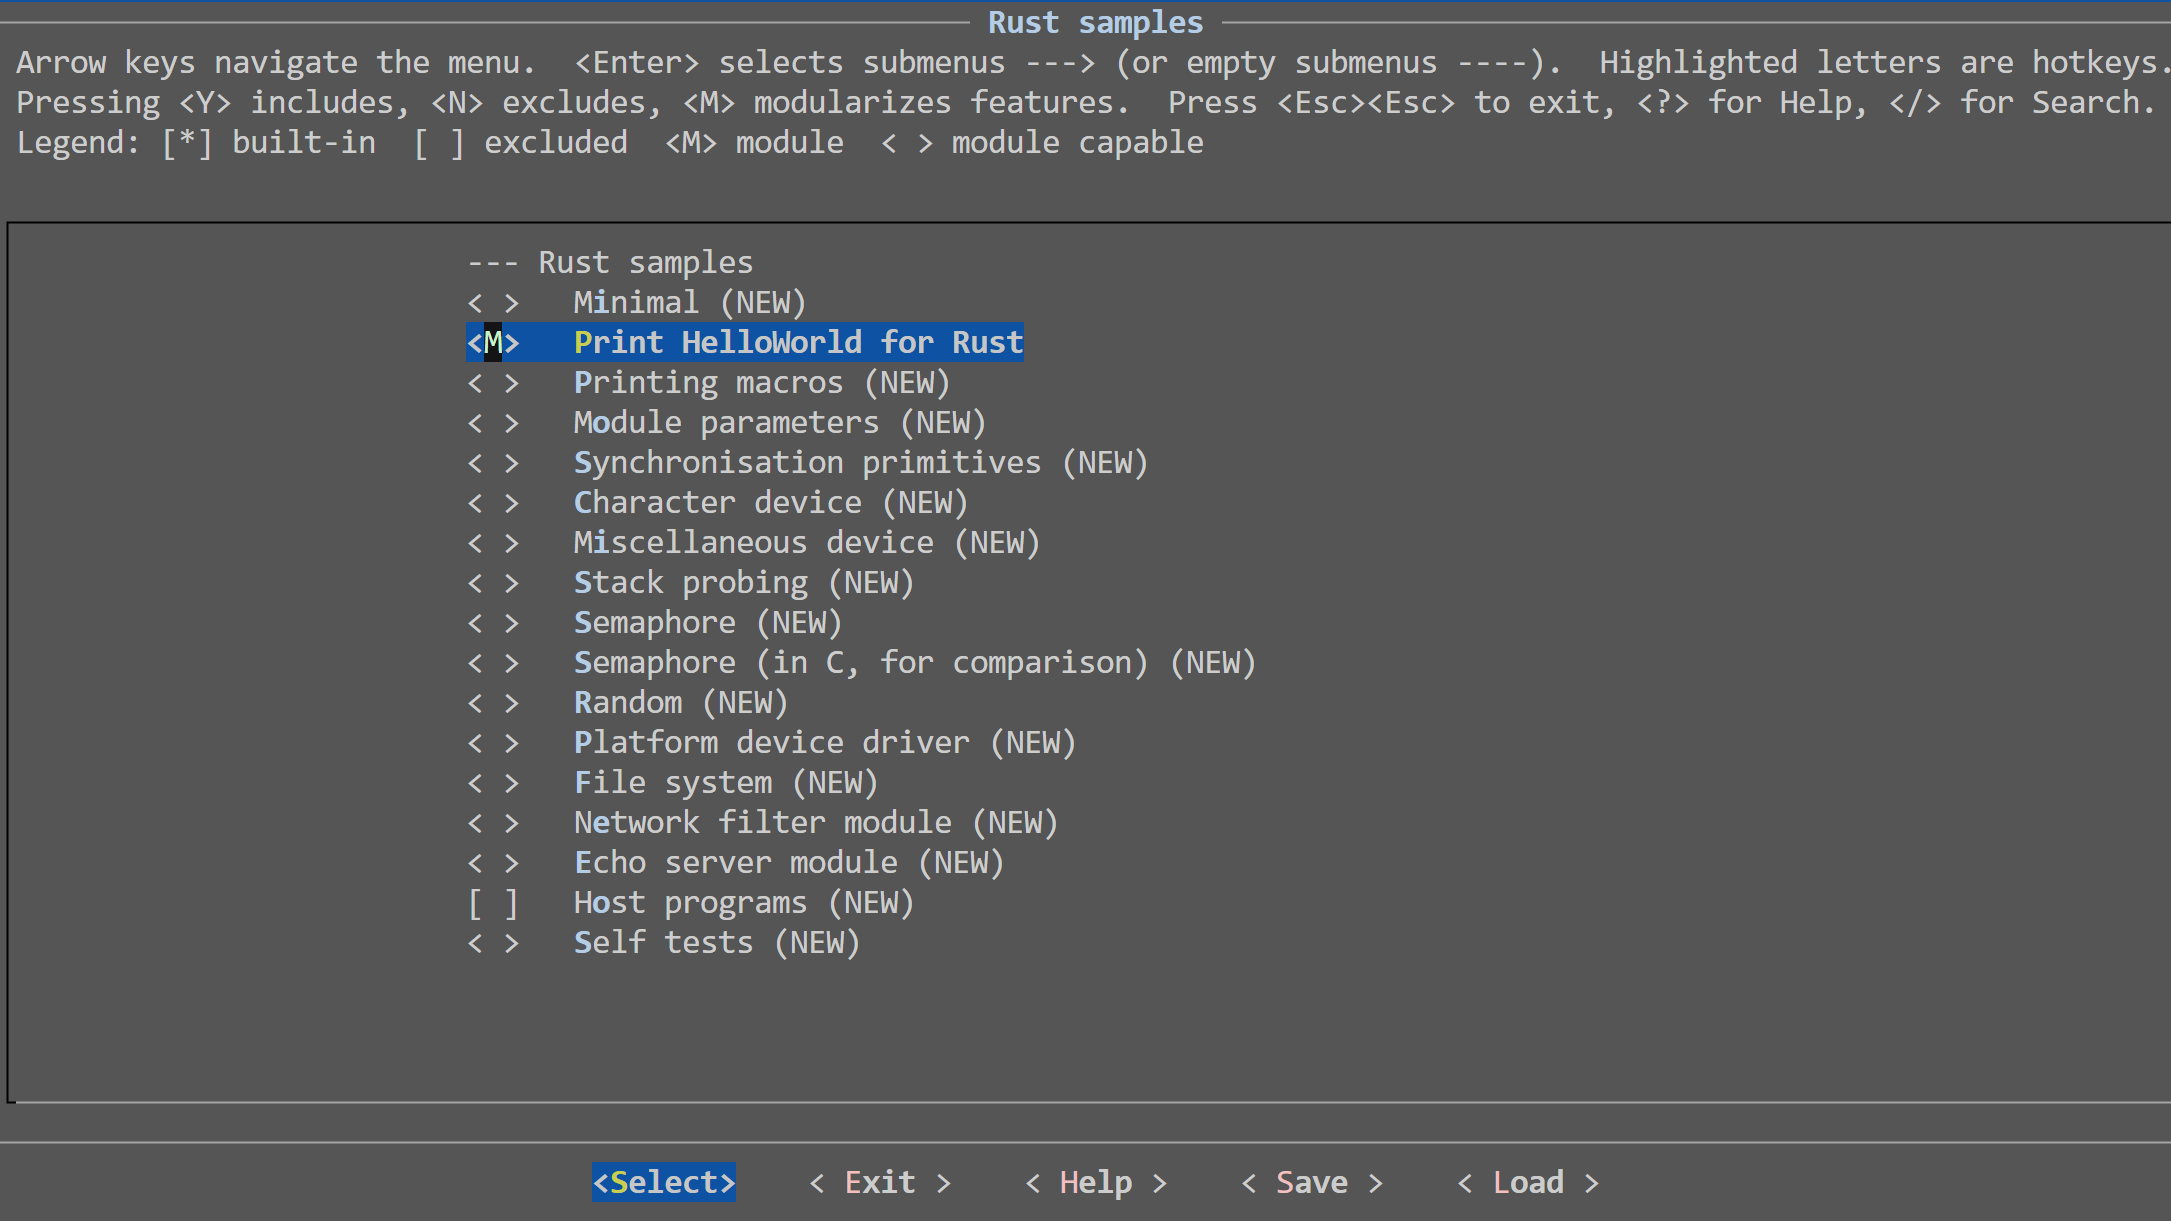 Rust samples
Arrow keys navigate the menu.  <Enter> selects submenus ---> (or empty submenus ----).  Highlighted letters are hotkeys.
Pressing <Y> includes, <N> excludes, <M> modularizes features.  Press <Esc><Esc> to exit, <?> for Help, </> for Search.
Legend: [*] built-in  [ ] excluded  <M> module  < > module capable
--- Rust samples
< >   Minimal (NEW)
<M>   Print HelloWorld for Rust
< >   Printing macros (NEW)
< >   Module parameters (NEW)
< >   Synchronisation primitives (NEW)
< >   Character device (NEW)
< >   Miscellaneous device (NEW)
< >   Stack probing (NEW)
< >   Semaphore (NEW)
< >   Semaphore (in C, for comparison) (NEW)
< >   Random (NEW)
< >   Platform device driver (NEW)
< >   File system (NEW)
< >   Network filter module (NEW)
< >   Echo server module (NEW)
[ ]   Host programs (NEW)
< >   Self tests (NEW)
<Select>    < Exit >    < Help >    < Save >    < Load >